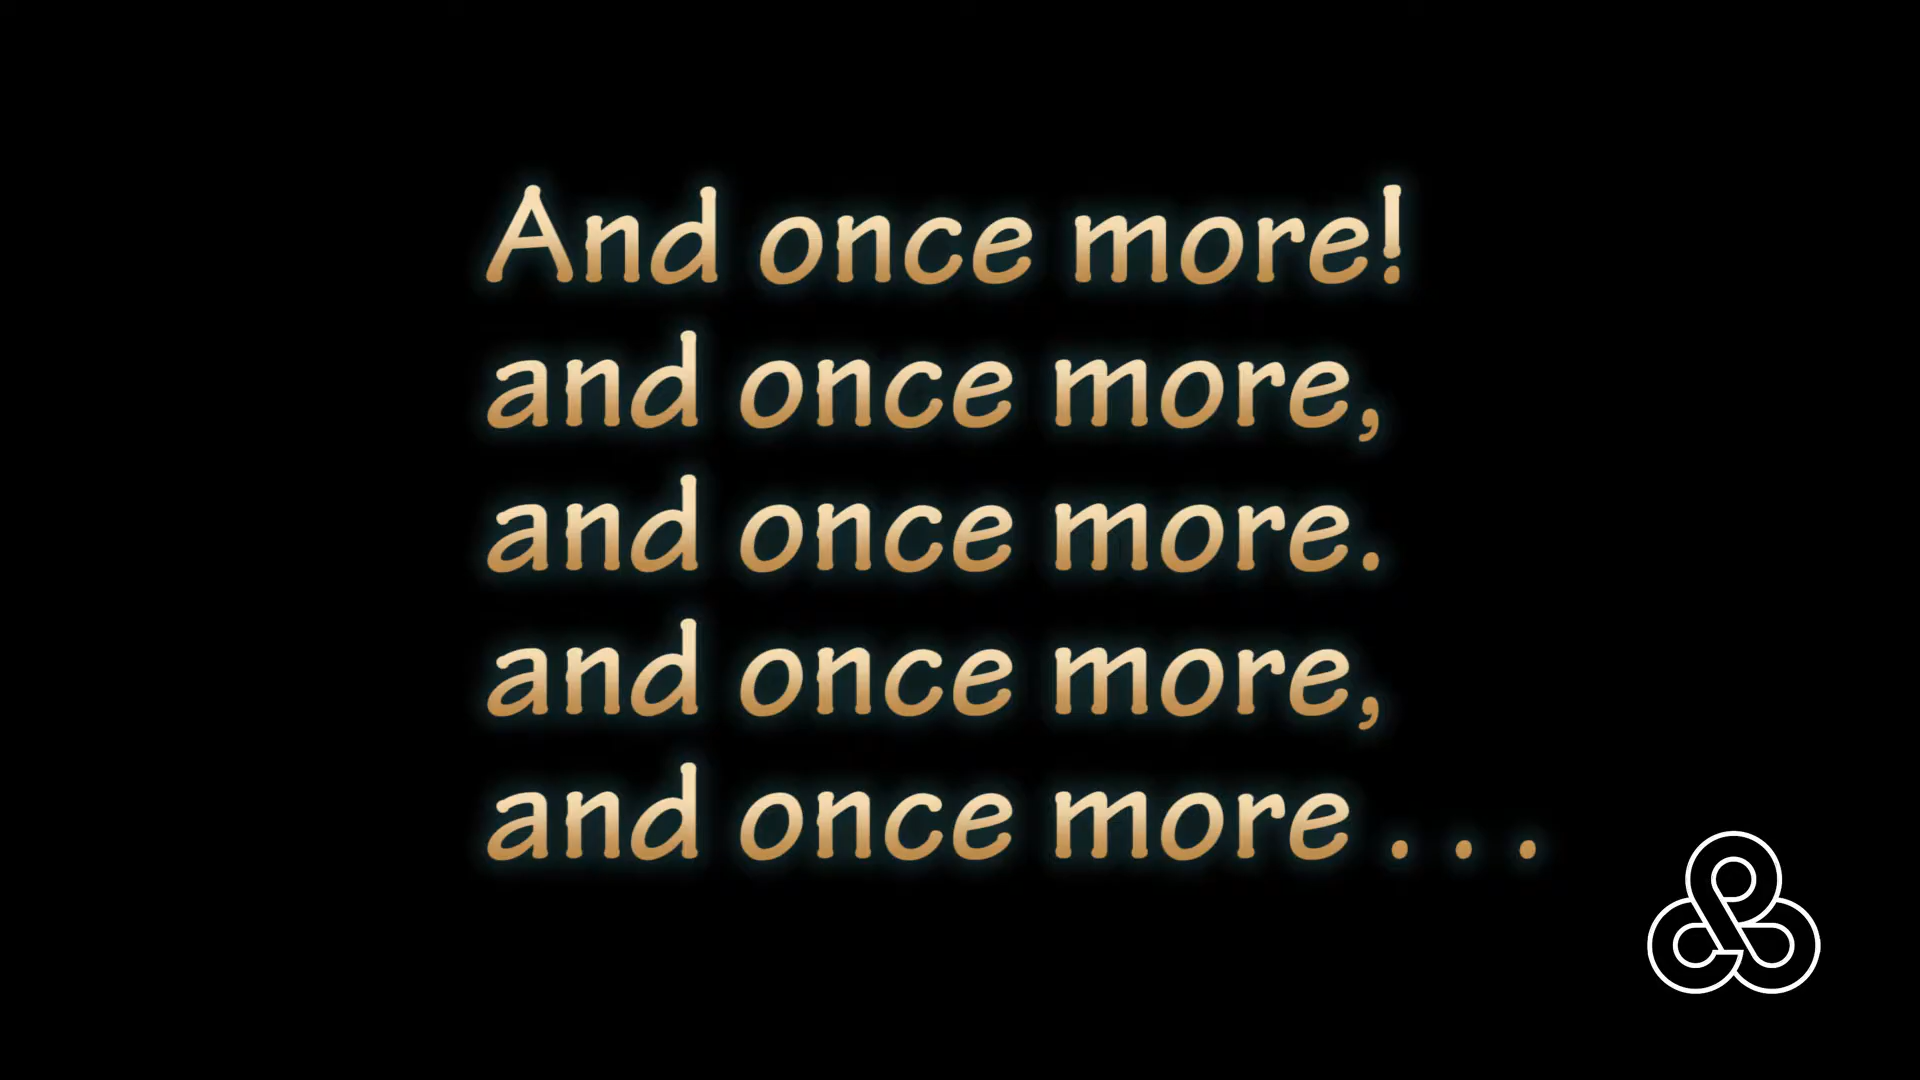 And once more!
and once more,
and once more.
and once more,
and once more . . .